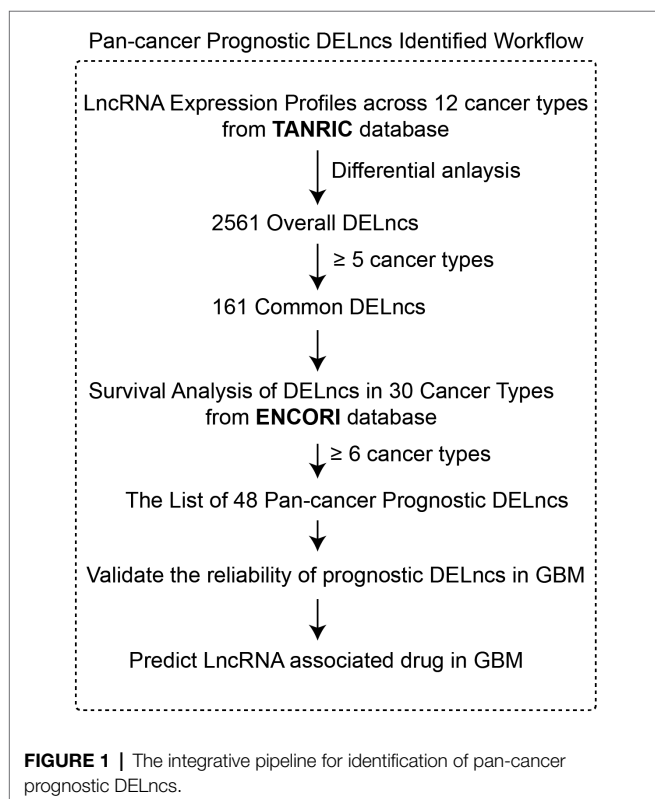 Pan-cancer Prognostic DELncs Identified Workflow
LncRNA Expression Profiles across 12 cancer types
from TANRIC database
Differential anlaysis
2561 Overall DELncs
≥ 5 cancer types
161 Common DELncs
Survival Analysis of DELncs in 30 Cancer Types
from ENCORI database
≥ 6 cancer types
The List of 48 Pan-cancer Prognostic DELncs
Validate the reliability of prognostic DELncs in GBM
Predict LncRNA associated drug in GBM
FIGURE 1 | The integrative pipeline for identification of pan-cancer
prognostic DELncs.